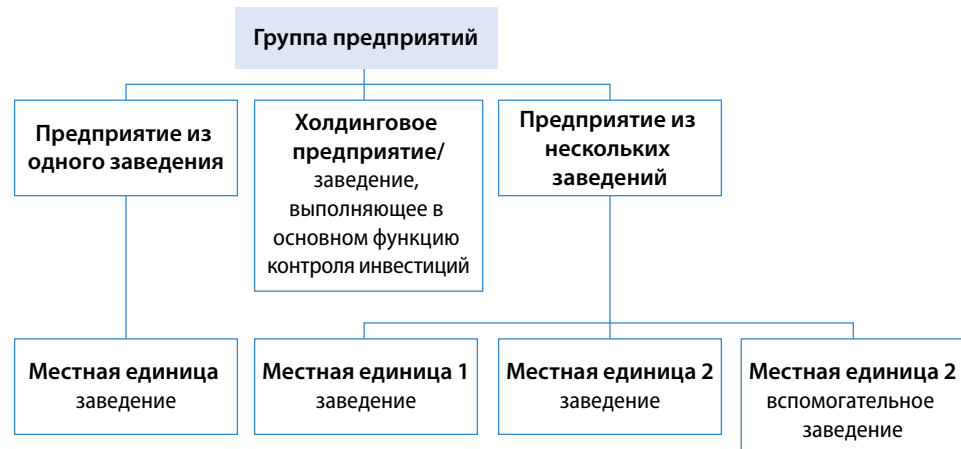 Группа предприятий
Предприятие из
одного заведения
Холдинговое
предприятие/
заведение,
выполняющее в
основном функцию
контроля инвестиций
Предприятие из
нескольких
заведений
Местная единица
заведение
Местная единица 1
заведение
Местная единица 2
заведение
Местная единица 2
вспомогательное
заведение